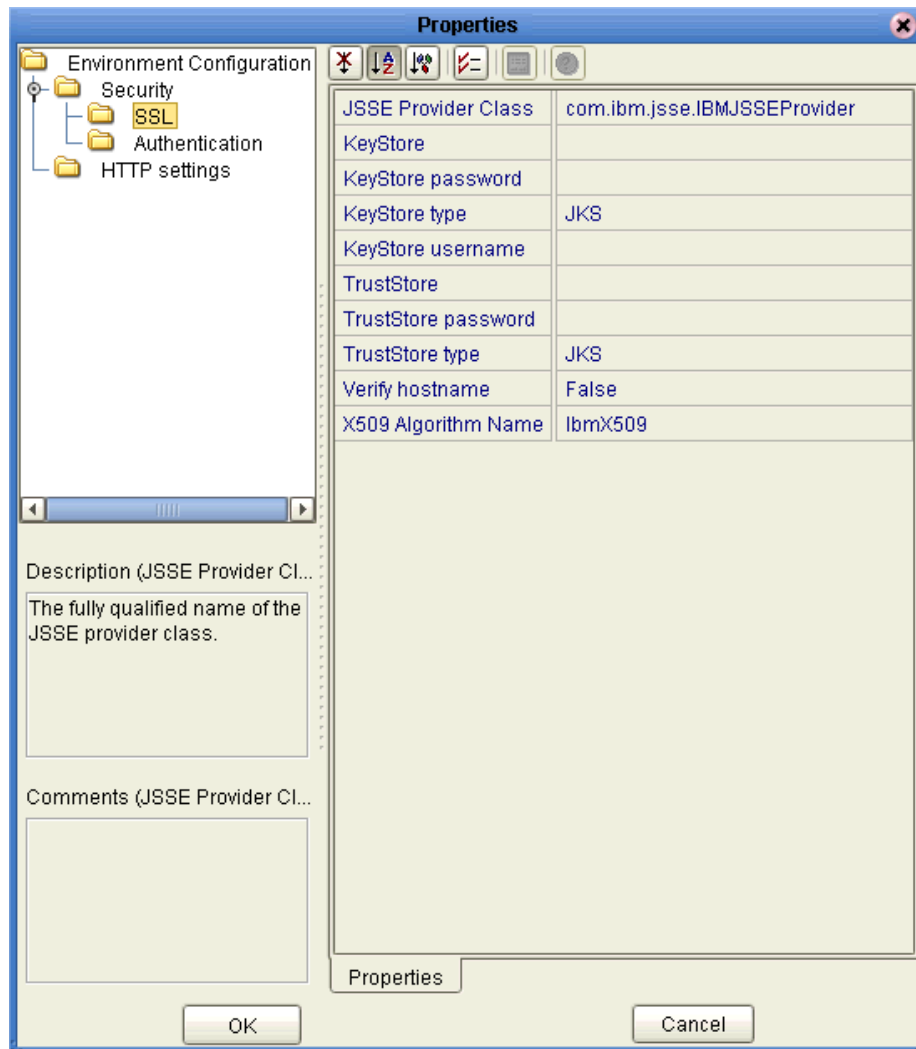 Properties
Environment Configuration
Security
SSL
Authentication
HTTP settings
Description (JSSE Provider Cl...
The fully qualified name of the
JSSE provider class.
Comments (JSSE Provider Cl...
JSSE Provider Class com.ibm.jsse.IBMJSSEProvider
KeyStore
KeyStore password
KeyStore type JKS
KeyStore username
TrustStore
TrustStore password
TrustStore type JKS
Verify hostname False
X509 Algorithm Name IbmX509
Properties
OK Cancel